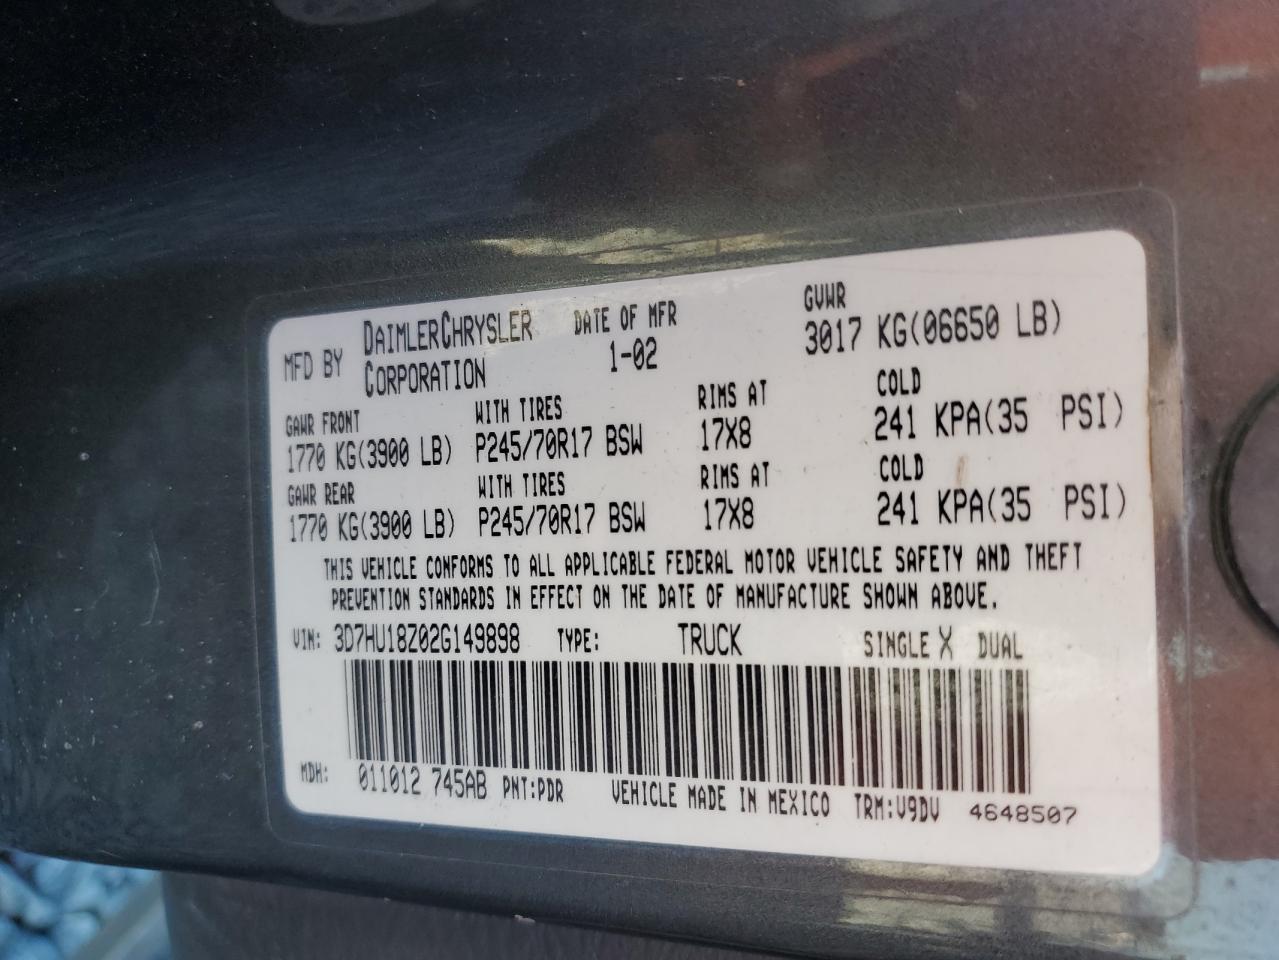 MFD BY DAIMLERCHRYSLER CORPORATION DATE OF MFR 1-02 GVWR 3017 KG(06650 LB)
GAWR FRONT WITH TIRES RIMS AT COLD
1770 KG(3900 LB) P245/70R17 BSW 17X8 241 KPA(35 PSI)
GAWR REAR WITH TIRES RIMS AT COLD
1770 KG(3900 LB) P245/70R17 BSW 17X8 241 KPA(35 PSI)
THIS VEHICLE CONFORMS TO ALL APPLICABLE FEDERAL MOTOR VEHICLE SAFETY AND THEFT
PREVENTION STANDARDS IN EFFECT ON THE DATE OF MANUFACTURE SHOWN ABOVE.
VIN: 3D7HU18Z02G149898 TYPE: TRUCK SINGLE X DUAL
MDH: 011012 745AB PNT:PDR VEHICLE MADE IN MEXICO TRM:V9DV 4648507